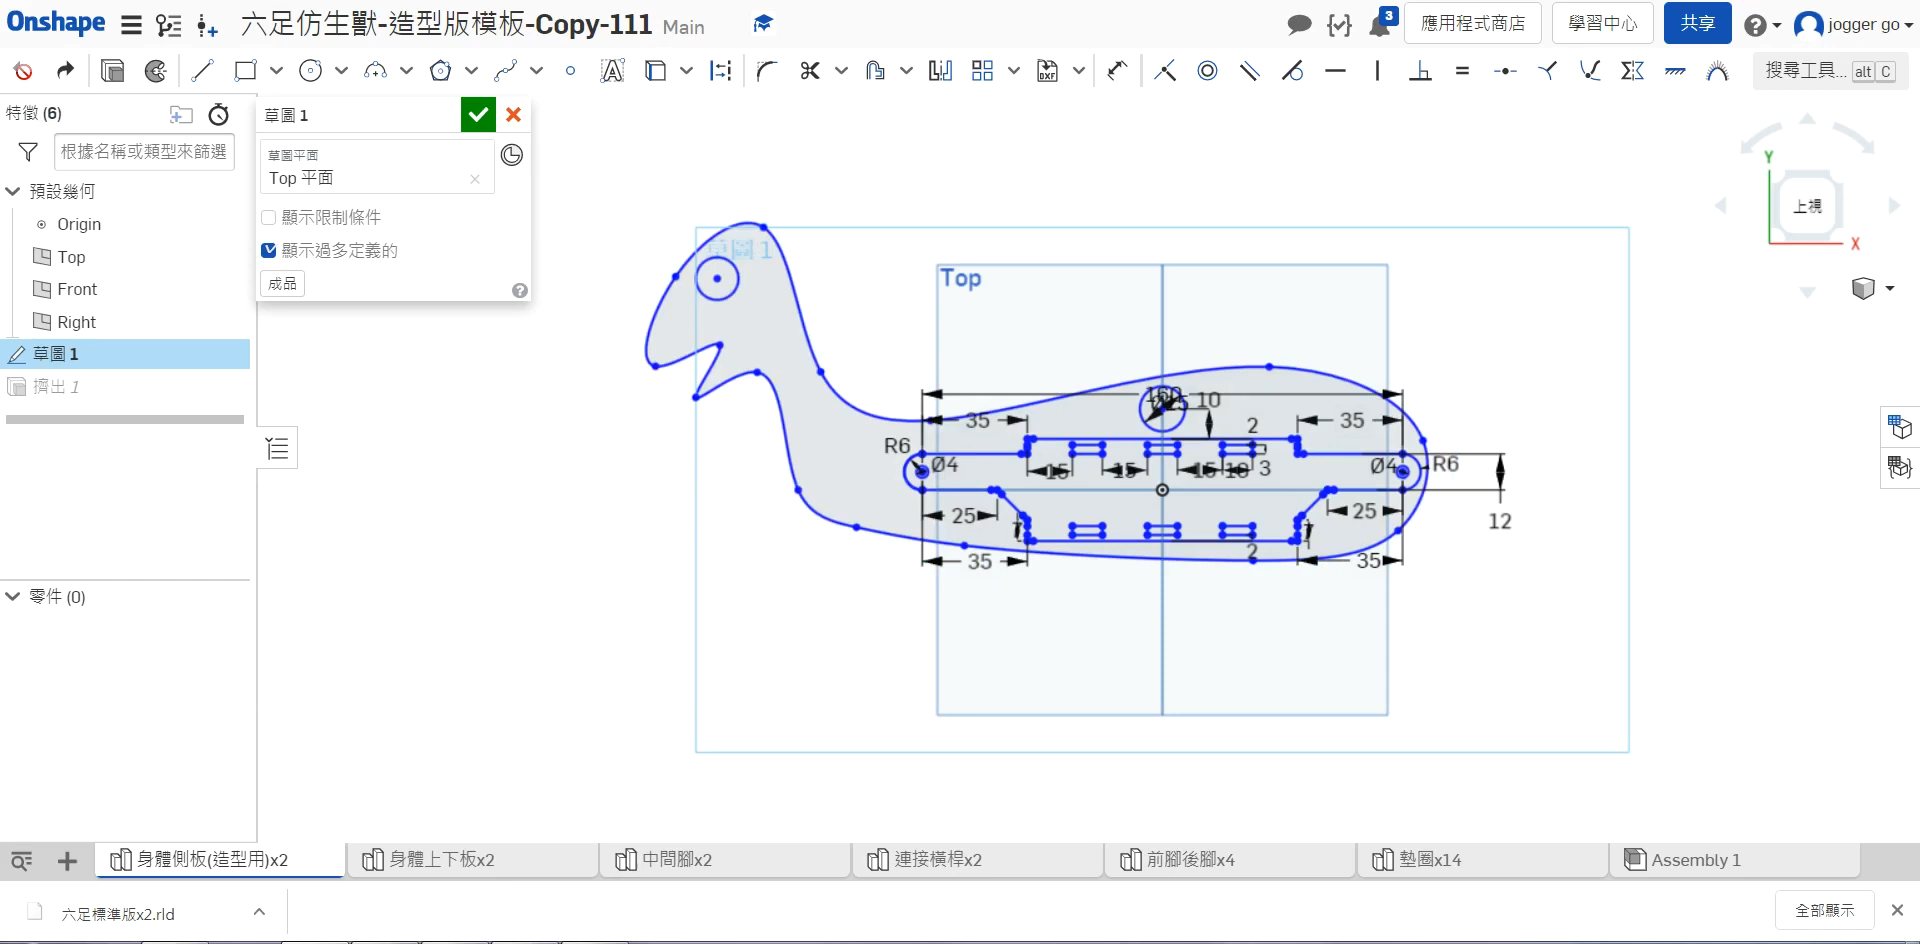 Onshape
六足仿生獸-造型版模板-Copy-111 Main
3
應用程式商店
學習中心
共享
jogger go
搜尋工具... alt C
特徵 (6)
根據名稱或類型來篩選
預設幾何
Origin
Top
Front
Right
草圖 1
擠出 1
零件 (0)
草圖 1
草圖平面
Top 平面
顯示限制條件
顯示過多定義的
成品
草圖 1
Top
Y
上視
X
160
Ø15
10
35
2
35
R6
Ø4
15
15
15
10
3
Ø4
R6
25
7
7
25
12
35
2
35
身體側板(造型用)x2
身體上下板x2
中間腳x2
連接橫桿x2
前腳後腳x4
墊圈x14
Assembly 1
六足標準版x2.rld
全部顯示